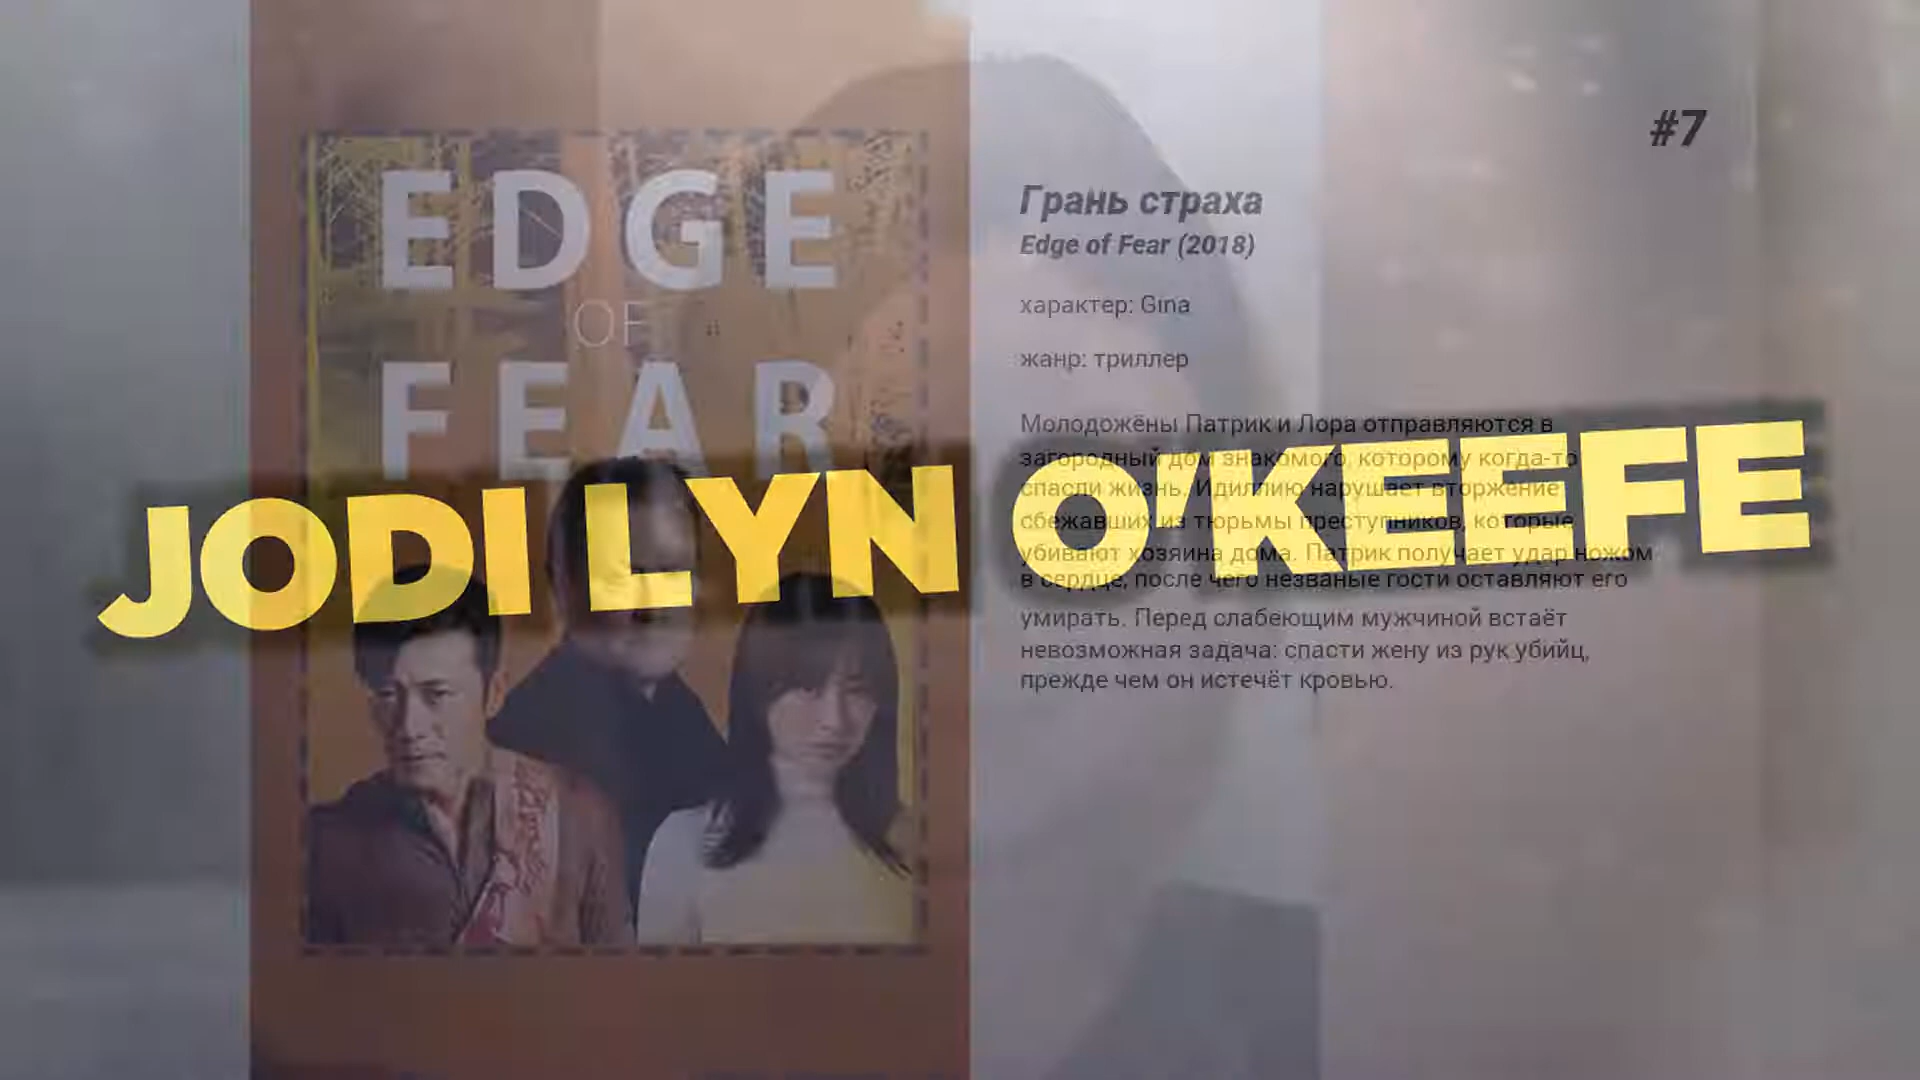 #7
EDGE
OF
FEAR
Грань страха
Edge of Fear (2018)
характер: Gina
жанр: триллер
Молодожёны Патрик и Лора отправляются в
загородный дом знакомого, которому когда-то
спасли жизнь. Идиллию нарушает вторжение
сбежавших из тюрьмы преступников, которые
убивают хозяина дома. Патрик получает удар ножом
в сердце, после чего незваные гости оставляют его
умирать. Перед слабеющим мужчиной встаёт
невозможная задача: спасти жену из рук убийц,
прежде чем он истечёт кровью.
JODI LYN O'KEEFE